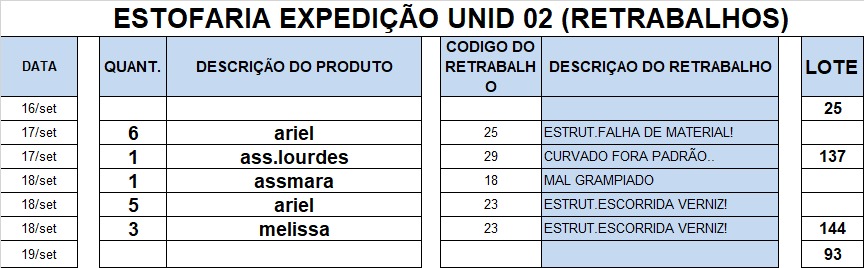 ESTOFARIA EXPEDIÇÃO UNID 02 (RETRABALHOS)
DATA QUANT. DESCRIÇÃO DO PRODUTO CODIGO DO RETRABALHO DESCRIÇAO DO RETRABALHO LOTE
16/set 25
17/set 6 ariel 25 ESTRUT.FALHA DE MATERIAL!
17/set 1 ass.lourdes 29 CURVADO FORA PADRÃO.. 137
18/set 1 assmara 18 MAL GRAMPIADO
18/set 5 ariel 23 ESTRUT.ESCORRIDA VERNIZ!
18/set 3 melissa 23 ESTRUT.ESCORRIDA VERNIZ! 144
19/set 93